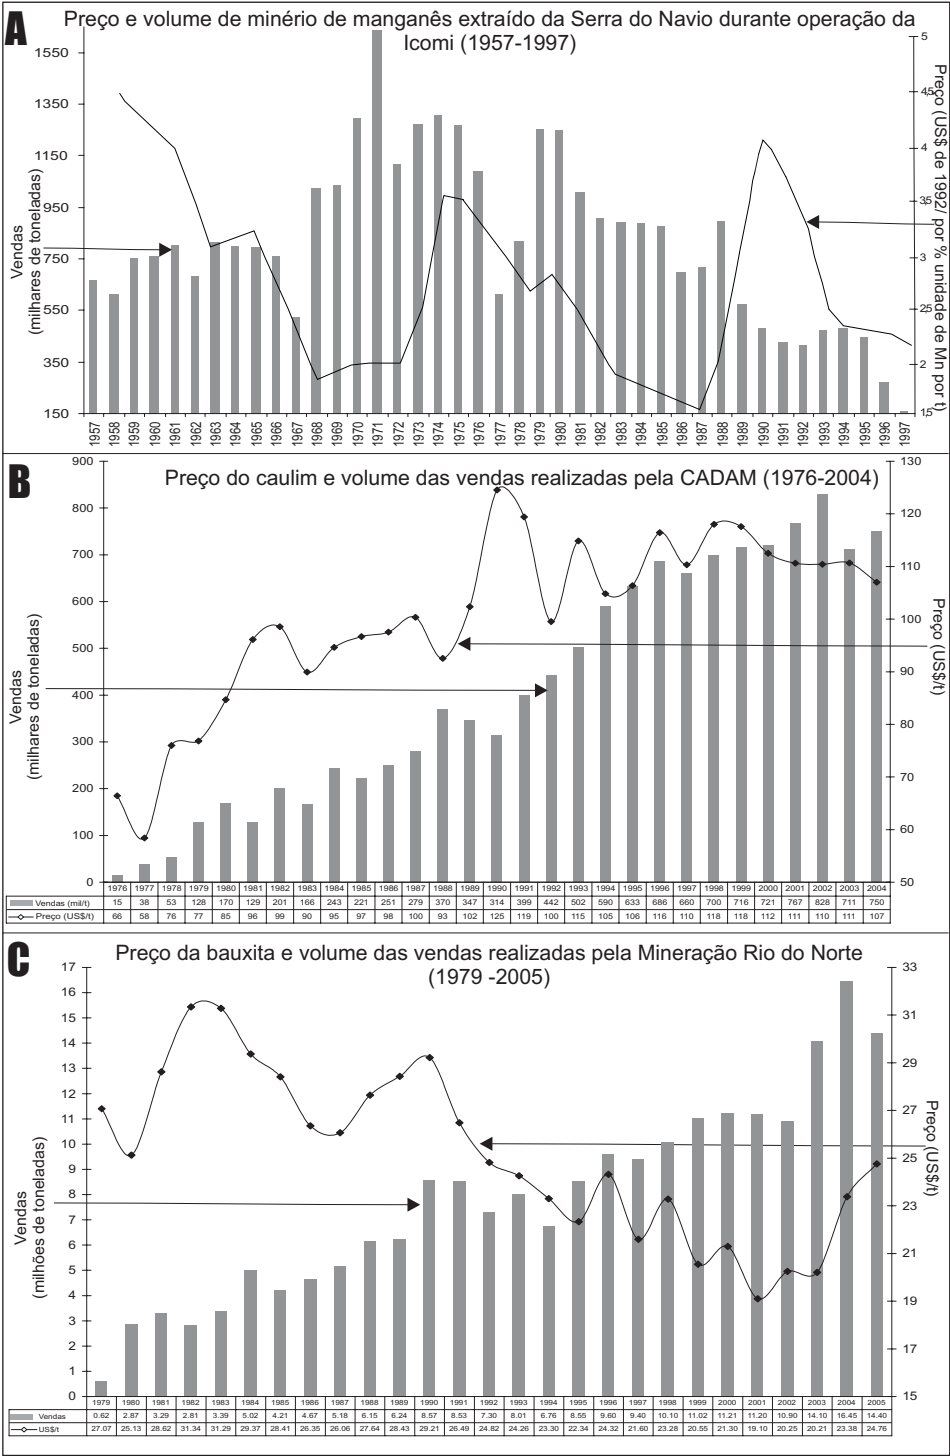 A
Preço e volume de minério de manganês extraído da Serra do Navio durante operação da
Icomi (1957-1997)
Vendas
(milhares de toneladas)
1550
1350
1150
950
750
550
350
150
5
4,5
4
3,5
3
2,5
2
1,5
Preço (US$ de 1992/ por % unidade de Mn por t)
1957 1958 1959 1960 1961 1962 1963 1964 1965 1966 1967 1968 1969 1970 1971 1972 1973 1974 1975 1976 1977 1978 1979 1980 1981 1982 1983 1984 1985 1986 1987 1988 1989 1990 1991 1992 1993 1994 1995 1996 1997
B
Preço do caulim e volume das vendas realizadas pela CADAM (1976-2004)
Vendas
(milhares de toneladas)
900
800
700
600
500
400
300
200
100
0
130
120
110
100
90
80
70
60
50
Preço (US$/t)
1976 1977 1978 1979 1980 1981 1982 1983 1984 1985 1986 1987 1988 1989 1990 1991 1992 1993 1994 1995 1996 1997 1998 1999 2000 2001 2002 2003 2004
Vendas (mil/t) 15 38 53 128 170 129 201 166 243 221 251 279 370 347 314 399 442 502 590 633 686 660 700 716 721 767 828 711 750
Preço (US$/t) 66 58 76 77 85 96 99 90 95 97 98 100 93 102 125 119 100 115 105 106 116 110 118 118 112 111 110 111 107
C
Preço da bauxita e volume das vendas realizadas pela Mineração Rio do Norte
(1979 -2005)
Vendas
(milhões de toneladas)
17
16
15
14
13
12
11
10
9
8
7
6
5
4
3
2
1
0
33
31
29
27
25
23
21
19
17
15
Preço (US$/t)
1979 1980 1981 1982 1983 1984 1985 1986 1987 1988 1989 1990 1991 1992 1993 1994 1995 1996 1997 1998 1999 2000 2001 2002 2003 2004 2005
Vendas 0.62 2.87 3.29 2.81 3.39 5.02 4.21 4.67 5.18 6.15 6.24 8.57 8.53 7.30 8.01 6.76 8.55 9.60 9.40 10.10 11.02 11.21 11.20 10.90 14.10 16.45 14.40
US$/t 27.07 25.13 28.62 31.34 31.29 29.37 28.41 26.35 26.06 27.64 28.43 29.21 26.49 24.82 24.26 23.30 22.34 24.32 21.60 23.28 20.55 21.30 19.10 20.25 20.21 23.38 24.76